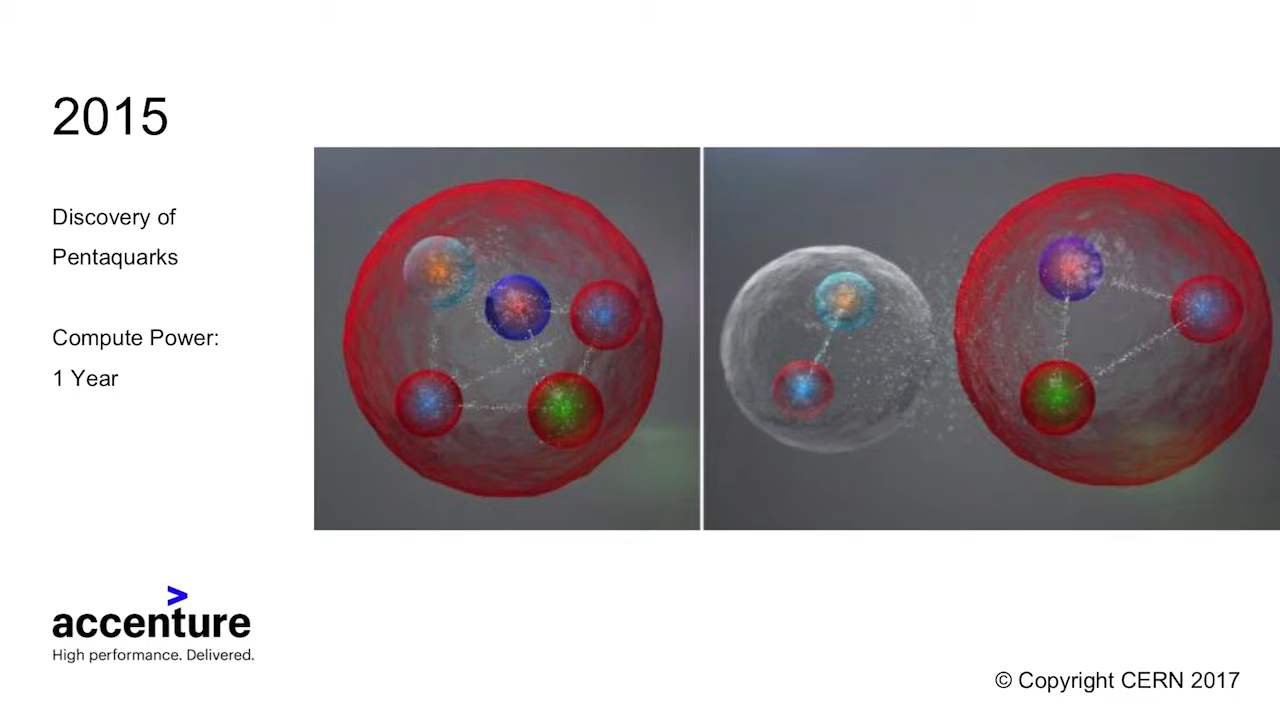 2015
Discovery of
Pentaquarks
Compute Power:
1 Year
>
accenture
High performance. Delivered.
© Copyright CERN 2017